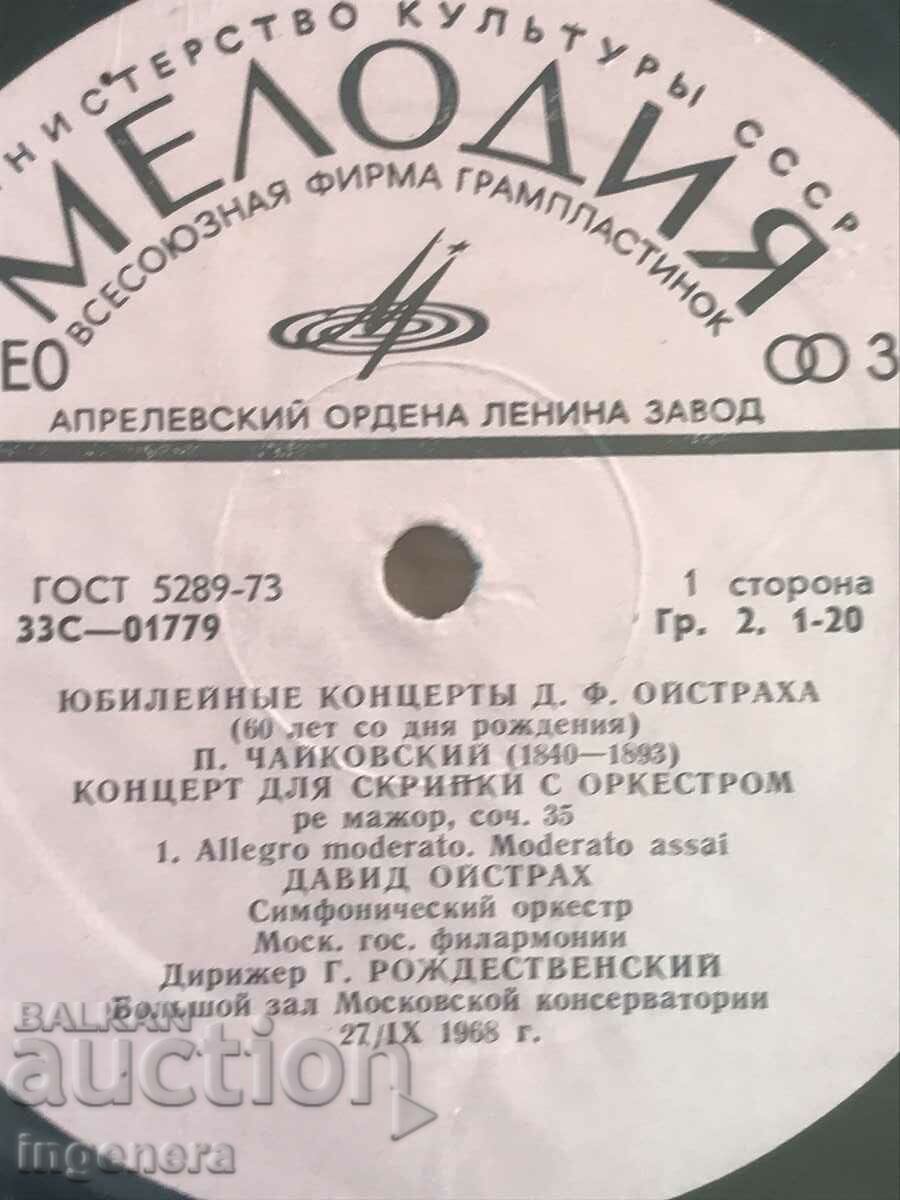 НИСТЕРСТВО КУЛЬТУРЫ СССР
МЕЛОДИЯ
ВСЕСОЮЗНАЯ ФИРМА ГРАМПЛАСТИНОК
ЕО 33
АПРЕЛЕВСКИЙ ОРДЕНА ЛЕНИНА ЗАВОД
ГОСТ 5289-73
1 сторона
33С—01779
Гр. 2. 1-20
ЮБИЛЕЙНЫЕ КОНЦЕРТЫ Д. Ф. ОЙСТРАХА
(60 лет со дня рождения)
П. ЧАЙКОВСКИЙ (1840—1893)
КОНЦЕРТ ДЛЯ СКРИПКИ С ОРКЕСТРОМ
ре мажор, соч. 35
1. Allegro moderato. Moderato assai
ДАВИД ОЙСТРАХ
Симфонический оркестр
Моск. гос. филармонии
Дирижер Г. РОЖДЕСТВЕНСКИЙ
Большой зал Московской консерватории
27/IX 1968 г.
BALKAN
auction
ingenera